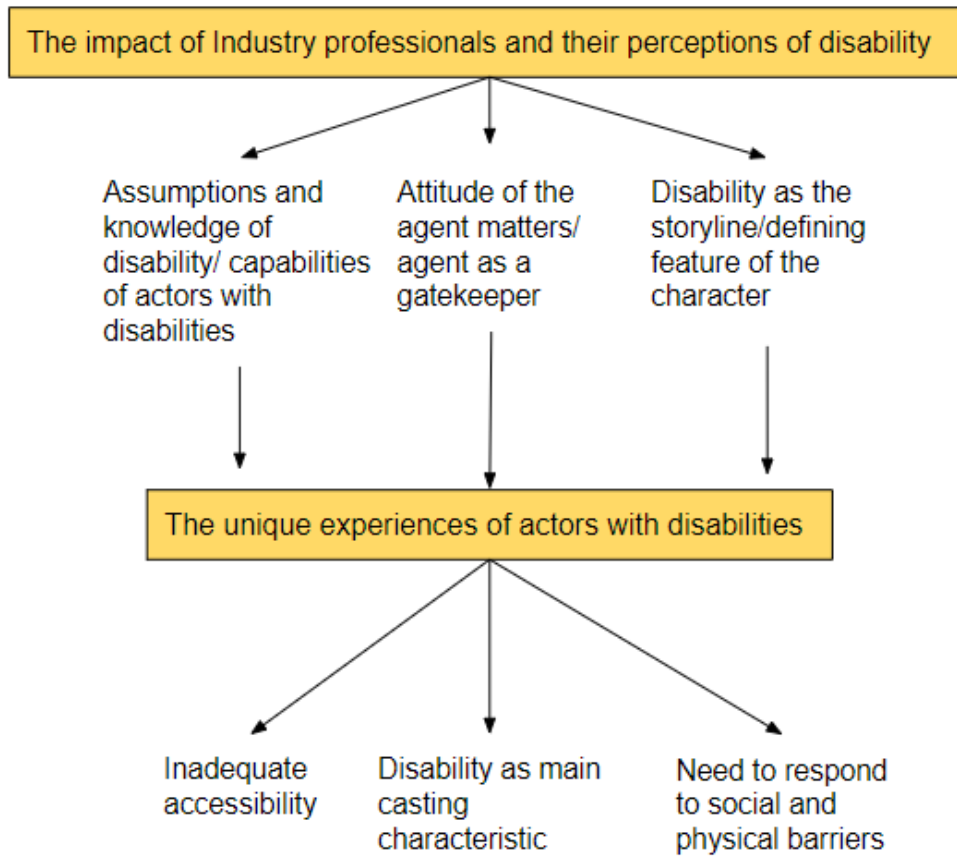 The impact of Industry professionals and their perceptions of disability
Assumptions and
knowledge of
disability/ capabilities
of actors with
disabilities
Attitude of the
agent matters/
agent as a
gatekeeper
Disability as the
storyline/defining
feature of the
character
The unique experiences of actors with disabilities
Inadequate
accessibility
Disability as main
casting
characteristic
Need to respond
to social and
physical barriers